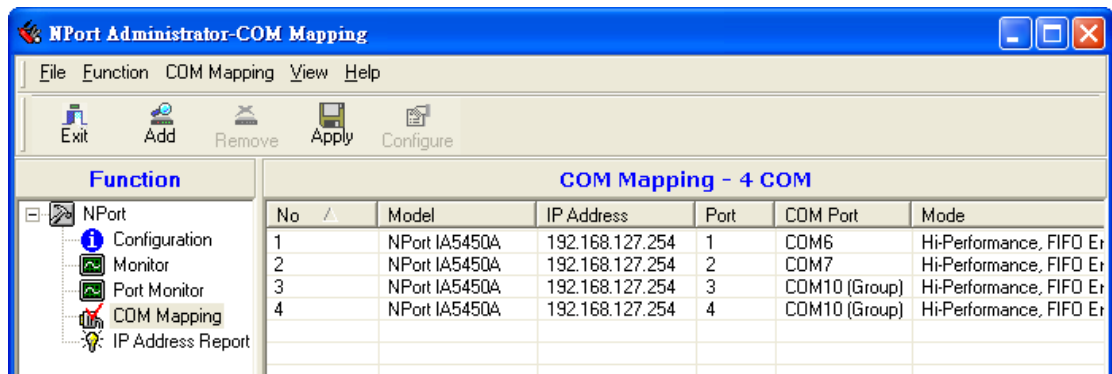 NPort Administrator-COM Mapping
File Function COM Mapping View Help
Exit Add Remove Apply Configure
Function
COM Mapping - 4 COM
NPort
Configuration
Monitor
Port Monitor
COM Mapping
IP Address Report
No Model IP Address Port COM Port Mode
1 NPort IA5450A 192.168.127.254 1 COM6 Hi-Performance, FIFO Er
2 NPort IA5450A 192.168.127.254 2 COM7 Hi-Performance, FIFO Er
3 NPort IA5450A 192.168.127.254 3 COM10 (Group) Hi-Performance, FIFO Er
4 NPort IA5450A 192.168.127.254 4 COM10 (Group) Hi-Performance, FIFO Er